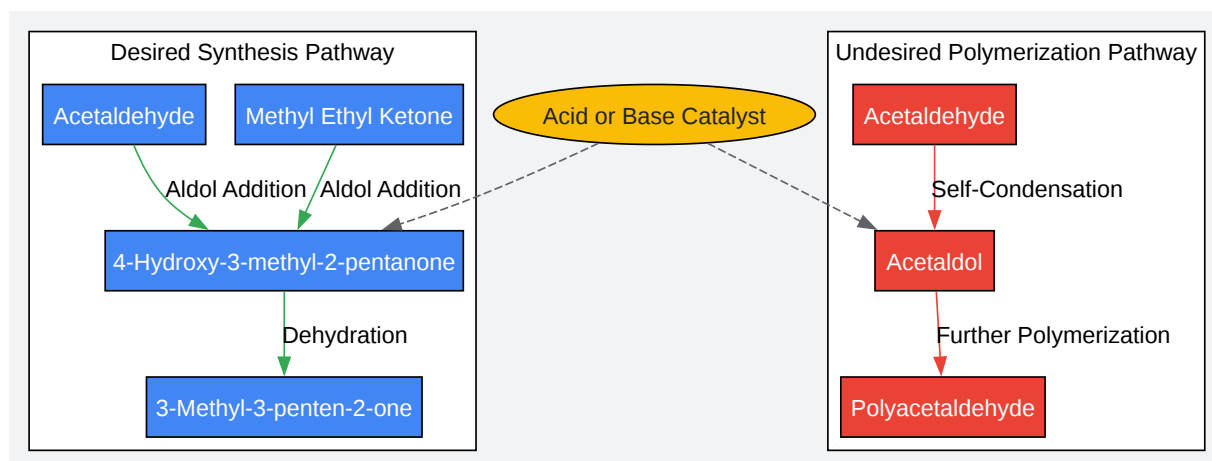 Desired Synthesis Pathway
Acetaldehyde
Methyl Ethyl Ketone
Aldol Addition
Aldol Addition
4-Hydroxy-3-methyl-2-pentanone
Dehydration
3-Methyl-3-penten-2-one
Acid or Base Catalyst
Undesired Polymerization Pathway
Acetaldehyde
Self-Condensation
Acetaldol
Further Polymerization
Polyacetaldehyde